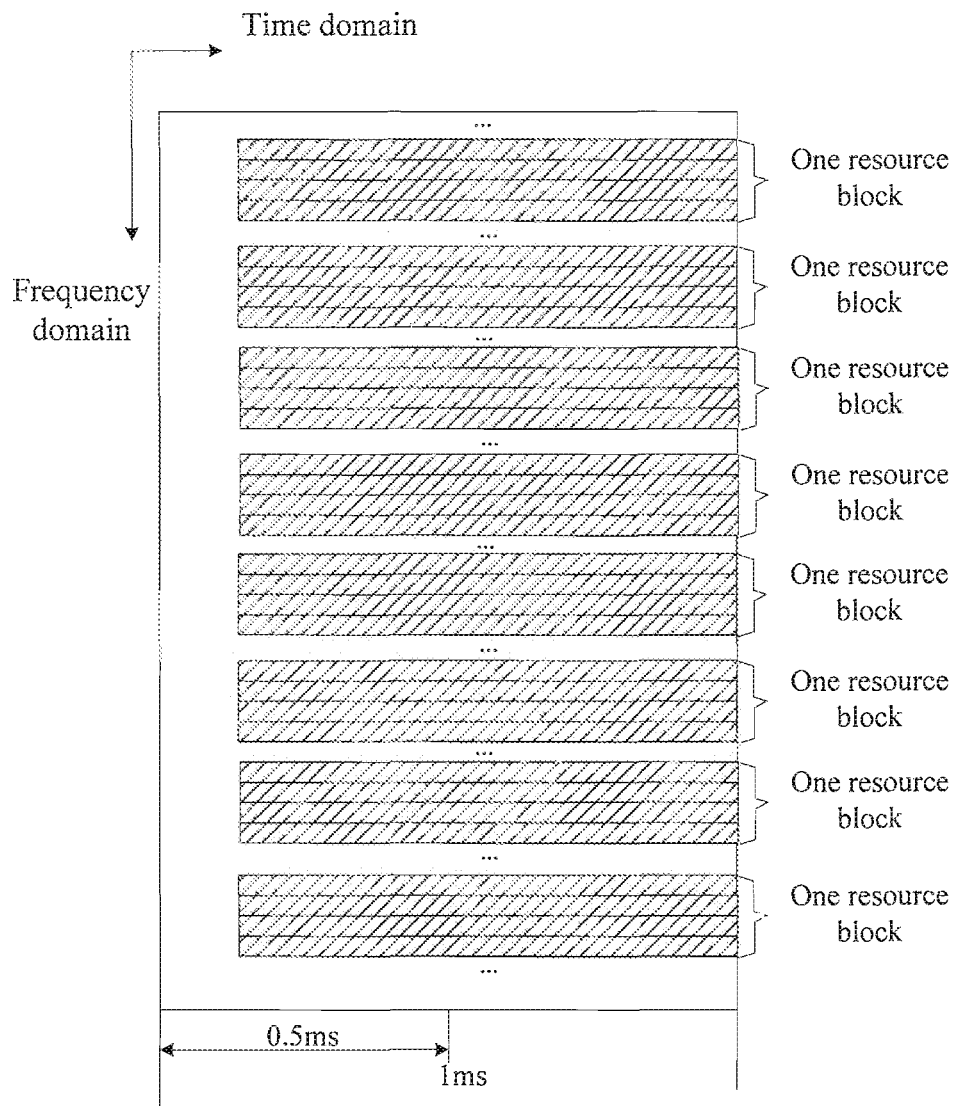 Time domain
...
One resource
block
...
One resource
block
Frequency
domain
...
One resource
block
...
One resource
block
...
One resource
block
...
One resource
block
...
One resource
block
...
One resource
block
...
0.5ms
1ms